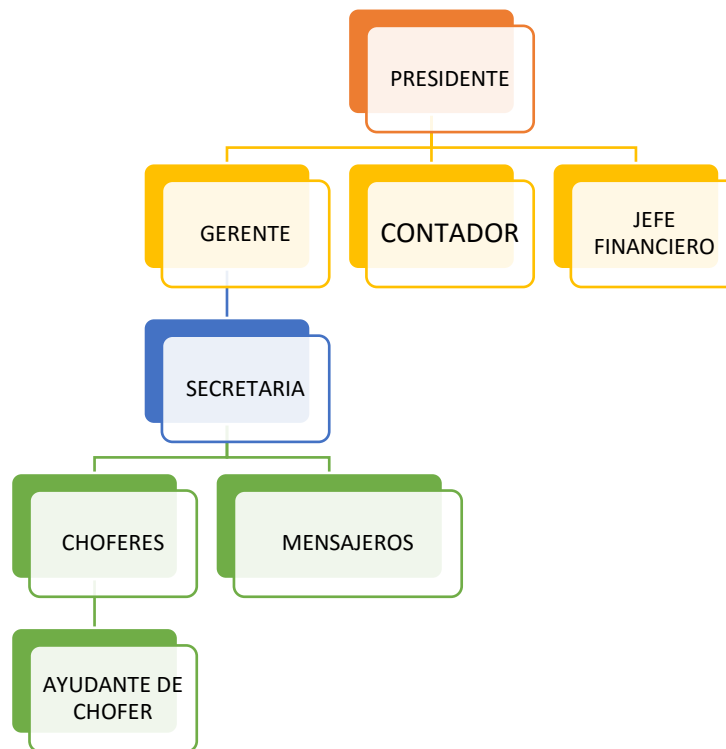 PRESIDENTE
GERENTE
CONTADOR
JEFE
FINANCIERO
SECRETARIA
CHOFERES
MENSAJEROS
AYUDANTE DE
CHOFER